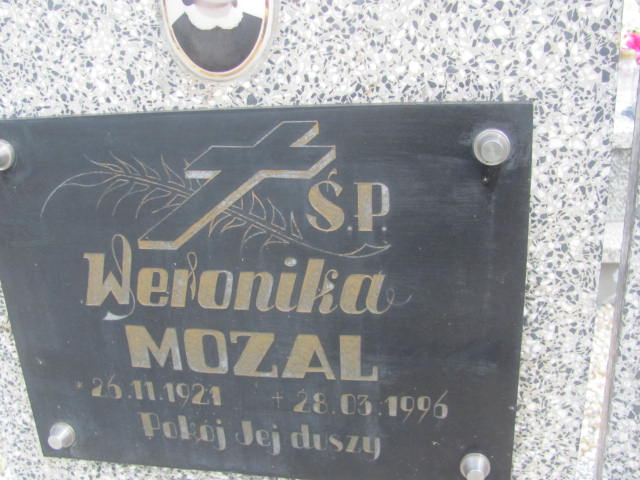 Ś.P.
Weronika
MOZAL
* 26.11.1921 + 28.03.1996
Pokój Jej duszy